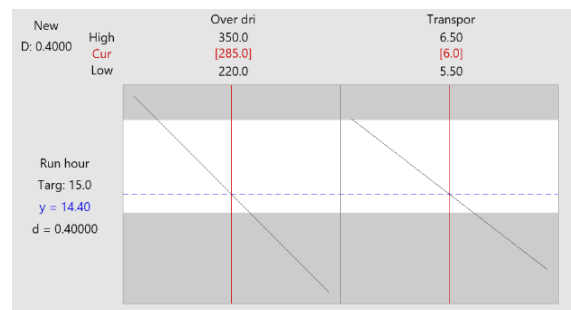 New
D: 0.4000
High
Cur
Low
Over dri
350.0
[285.0]
220.0
Transpor
6.50
[6.0]
5.50
Run hour
Targ: 15.0
y = 14.40
d = 0.40000